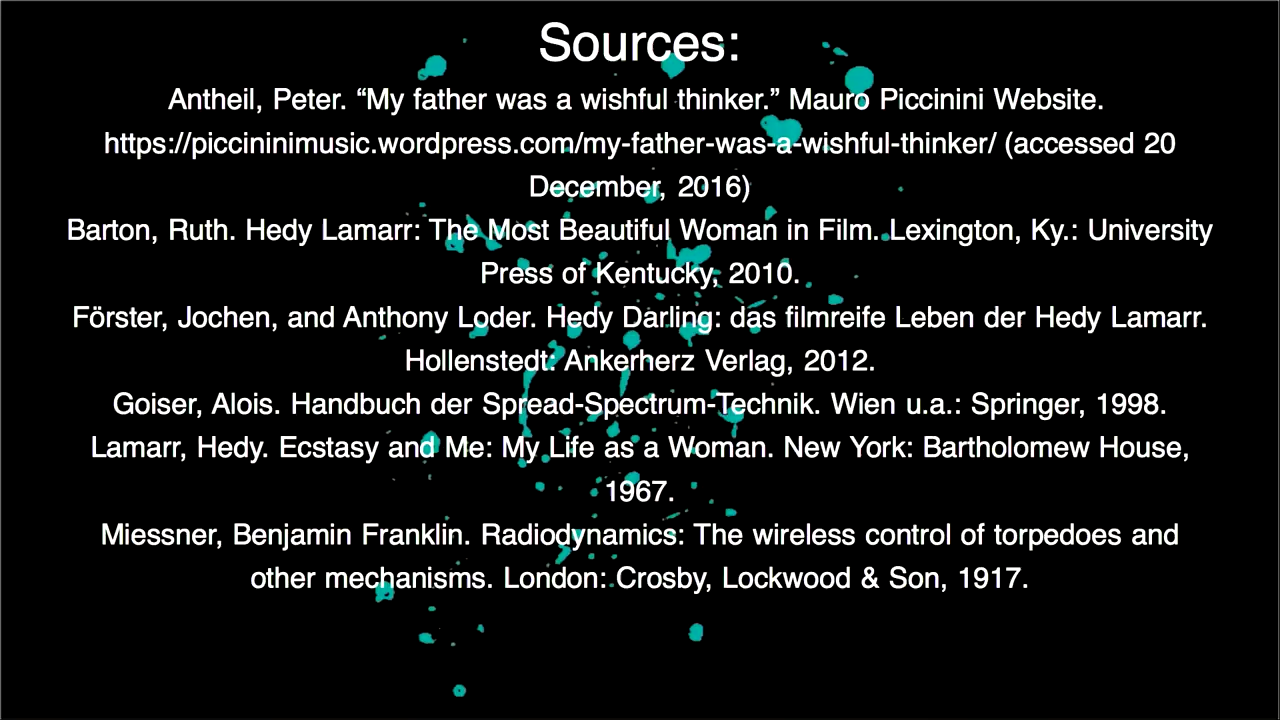 Sources:
Antheil, Peter. “My father was a wishful thinker.” Mauro Piccinini Website.
https://piccininimusic.wordpress.com/my-father-was-a-wishful-thinker/ (accessed 20
December, 2016)
Barton, Ruth. Hedy Lamarr: The Most Beautiful Woman in Film. Lexington, Ky.: University
Press of Kentucky, 2010.
Förster, Jochen, and Anthony Loder. Hedy Darling: das filmreife Leben der Hedy Lamarr.
Hollenstedt: Ankerherz Verlag, 2012.
Goiser, Alois. Handbuch der Spread-Spectrum-Technik. Wien u.a.: Springer, 1998.
Lamarr, Hedy. Ecstasy and Me: My Life as a Woman. New York: Bartholomew House,
1967.
Miessner, Benjamin Franklin. Radiodynamics: The wireless control of torpedoes and
other mechanisms. London: Crosby, Lockwood & Son, 1917.